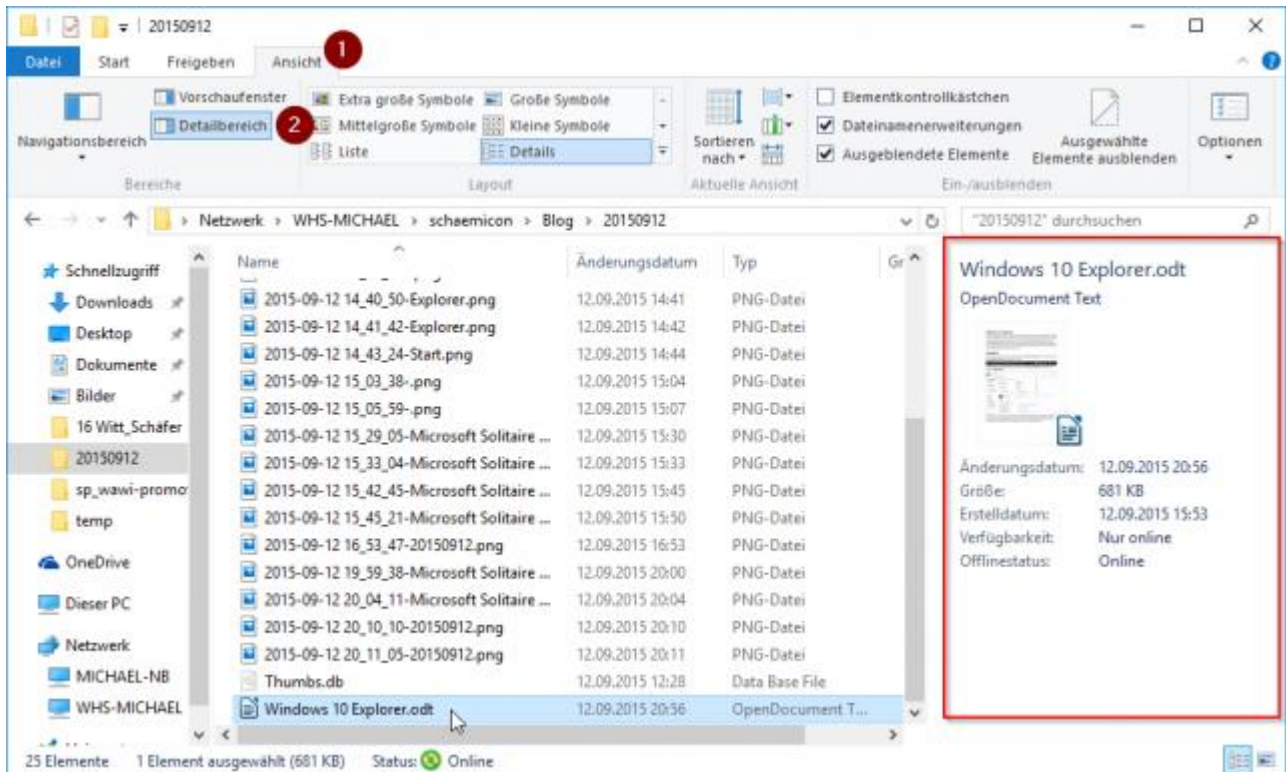 20150912
1
Datei Start Freigeben Ansicht
Navigationsbereich
Vorschaufenster
Detailbereich
2
Bereiche
Extra große Symbole Große Symbole
Mittelgroße Symbole Kleine Symbole
Liste Details
Layout
Sortieren
nach
Aktuelle Ansicht
Elementkontrollkästchen
Dateinamenerweiterungen
Ausgeblendete Elemente
Ausgewählte
Elemente ausblenden
Ein-/ausblenden
Optionen
Netzwerk WHS-MICHAEL schaemicon Blog 20150912
"20150912" durchsuchen
Schnellzugriff
Downloads
Desktop
Dokumente
Bilder
16 Witt_Schäfer
20150912
sp_wawi-promo
temp
OneDrive
Dieser PC
Netzwerk
MICHAEL-NB
WHS-MICHAEL
Name Änderungsdatum Typ Gr
2015-09-12 14_40_50-Explorer.png 12.09.2015 14:41 PNG-Datei
2015-09-12 14_41_42-Explorer.png 12.09.2015 14:42 PNG-Datei
2015-09-12 14_43_24-Start.png 12.09.2015 14:44 PNG-Datei
2015-09-12 15_03_38-.png 12.09.2015 15:04 PNG-Datei
2015-09-12 15_05_59-.png 12.09.2015 15:07 PNG-Datei
2015-09-12 15_29_05-Microsoft Solitaire ... 12.09.2015 15:30 PNG-Datei
2015-09-12 15_33_04-Microsoft Solitaire ... 12.09.2015 15:33 PNG-Datei
2015-09-12 15_42_45-Microsoft Solitaire ... 12.09.2015 15:45 PNG-Datei
2015-09-12 15_45_21-Microsoft Solitaire ... 12.09.2015 15:50 PNG-Datei
2015-09-12 16_53_47-20150912.png 12.09.2015 16:53 PNG-Datei
2015-09-12 19_59_38-Microsoft Solitaire ... 12.09.2015 20:00 PNG-Datei
2015-09-12 20_04_11-Microsoft Solitaire ... 12.09.2015 20:04 PNG-Datei
2015-09-12 20_10_10-20150912.png 12.09.2015 20:10 PNG-Datei
2015-09-12 20_11_05-20150912.png 12.09.2015 20:11 PNG-Datei
Thumbs.db 12.09.2015 12:28 Data Base File
Windows 10 Explorer.odt 12.09.2015 20:56 OpenDocument T...
Windows 10 Explorer.odt
OpenDocument Text
Änderungsdatum: 12.09.2015 20:56
Größe: 681 KB
Erstelldatum: 12.09.2015 15:53
Verfügbarkeit: Nur online
Offlinestatus: Online
25 Elemente 1 Element ausgewählt (681 KB) Status: Online